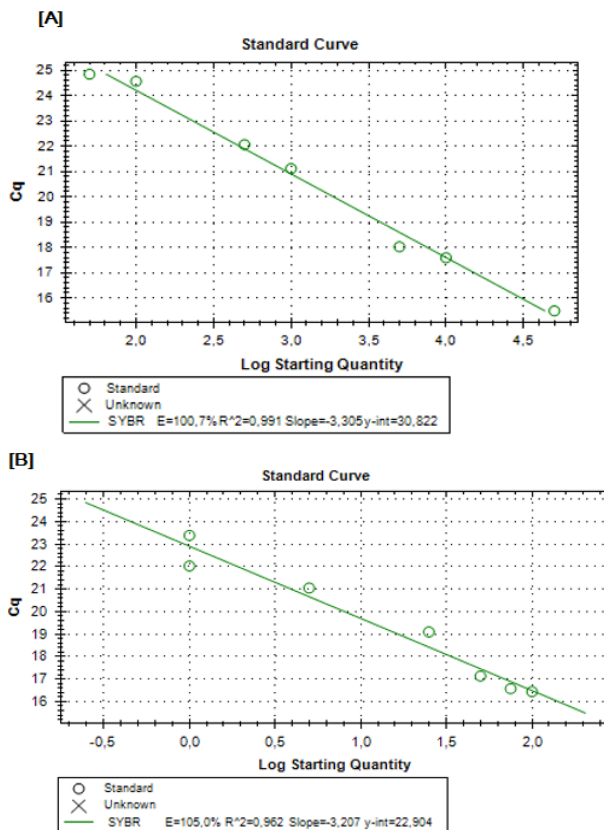 [A]
Standard Curve
25
24
23
22
21
20
19
18
17
16
Cq
2,0 2,5 3,0 3,5 4,0 4,5
Log Starting Quantity
Standard
Unknown
SYBR E=100,7% R^2=0,991 Slope=-3,305 y-int=30,822
[B]
Standard Curve
25
24
23
22
21
20
19
18
17
16
Cq
-0,5 0,0 0,5 1,0 1,5 2,0
Log Starting Quantity
Standard
Unknown
SYBR E=105,0% R^2=0,962 Slope=-3,207 y-int=22,904